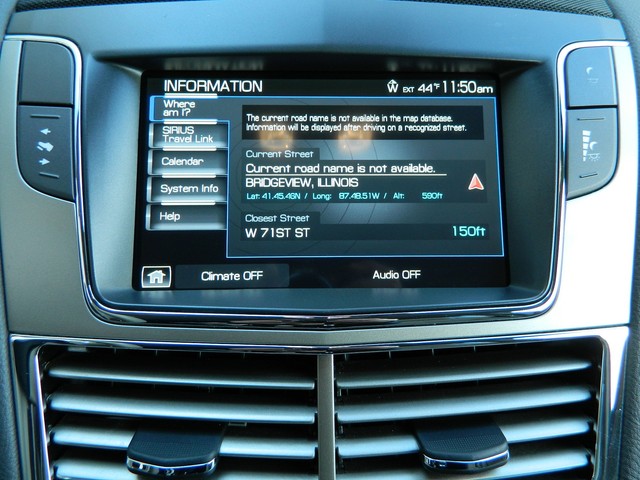 INFORMATION W EXT 44°F 11:50am
Where am I?
SIRIUS Travel Link
Calendar
System Info
Help
The current road name is not available in the map database.
Information will be displayed after driving on a recognized street.
Current Street
Current road name is not available.
BRIDGEVIEW, ILLINOIS
Lat: 41.45.46N / Long: 87.48.51W / Alt: 590ft
Closest Street
W 71ST ST 150ft
Climate OFF Audio OFF